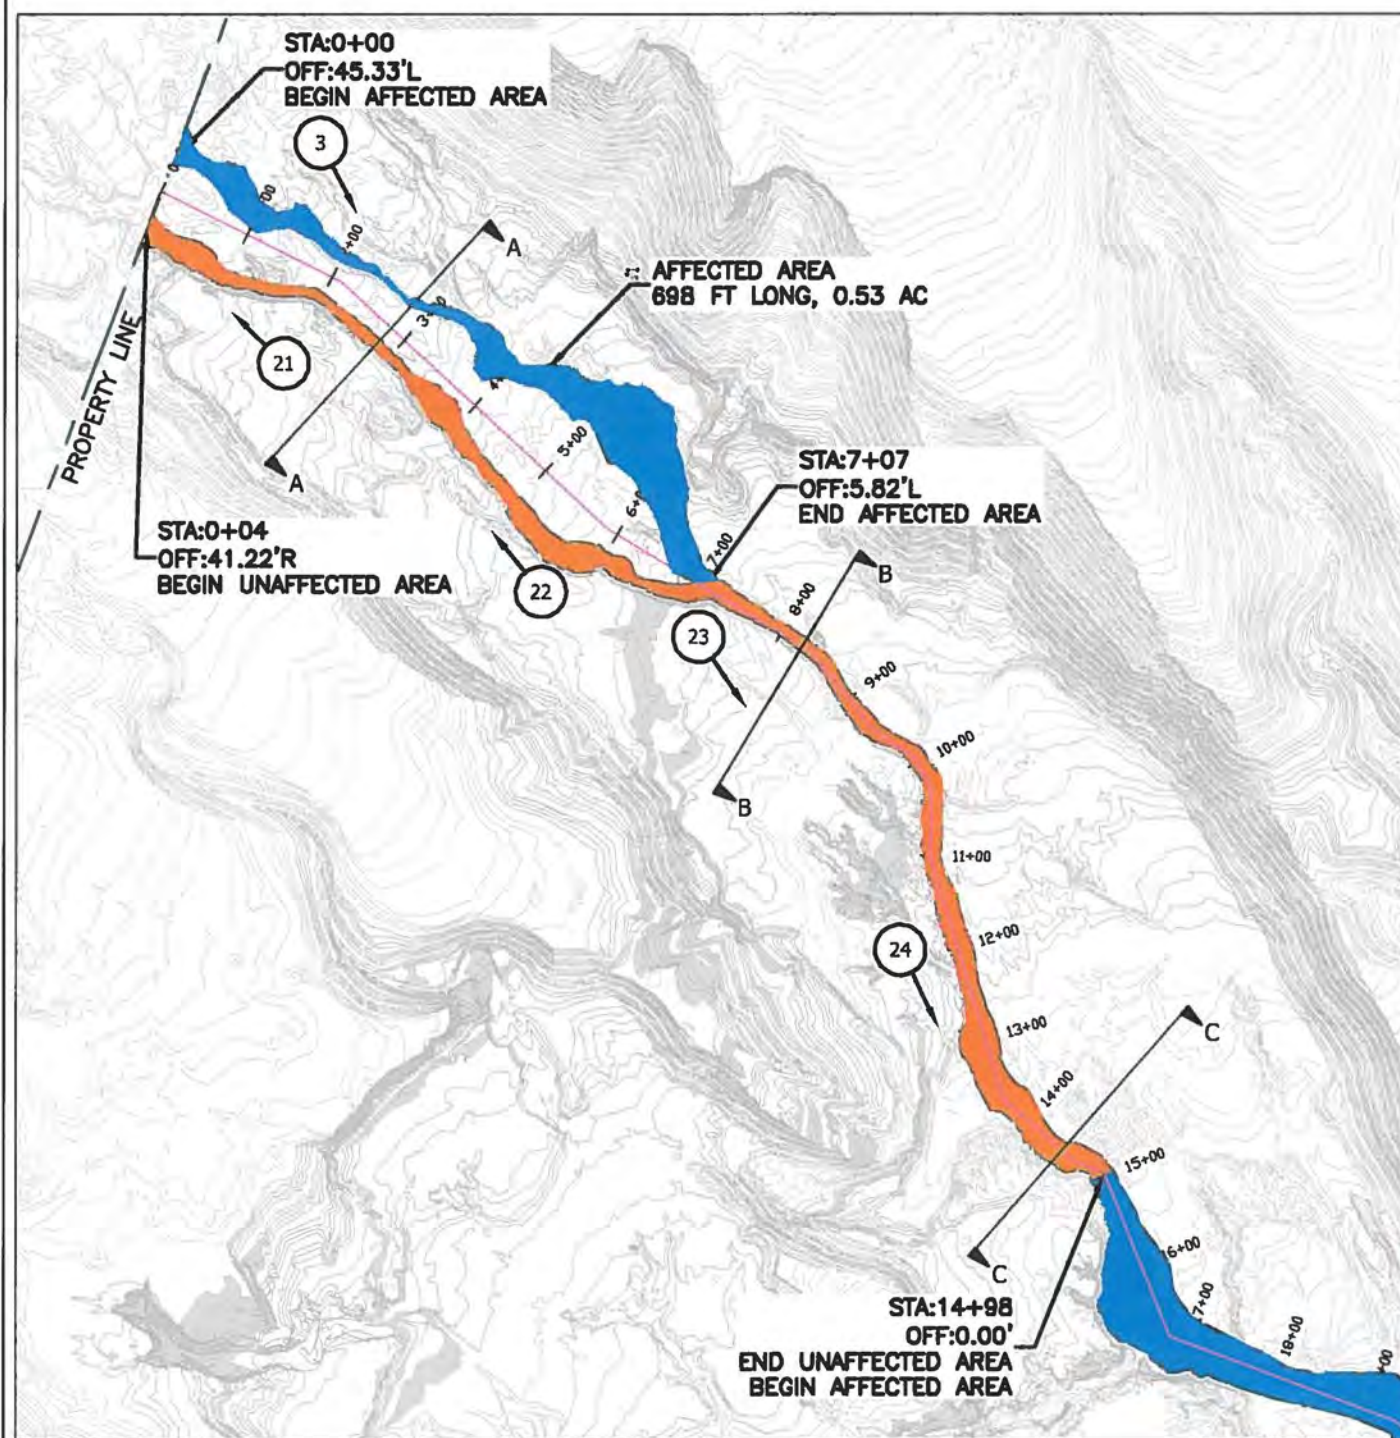 STA:0+00
OFF:45.33'L
BEGIN AFFECTED AREA
3
A
AFFECTED AREA
698 FT LONG, 0.53 AC
21
PROPERTY LINE
A
5+00
STA:7+07
OFF:5.82'L
END AFFECTED AREA
STA:0+04
OFF:41.22'R
BEGIN UNAFFECTED AREA
22
7+00
B
8+00
23
9+00
10+00
B
11+00
12+00
24
13+00
C
14+00
15+00
C
16+00
17+00
18+00
STA:14+98
OFF:0.00'
END UNAFFECTED AREA
BEGIN AFFECTED AREA